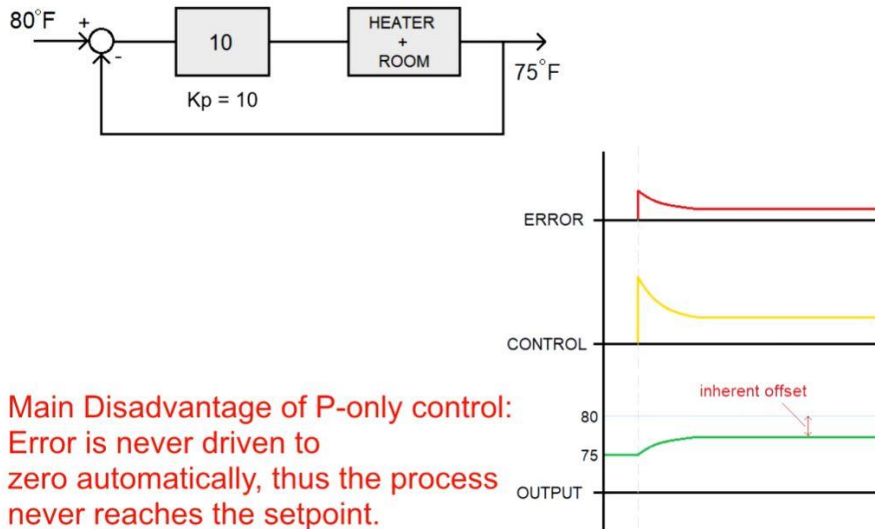 80°F
+
-
10
Kp = 10
HEATER
+
ROOM
75°F
ERROR
CONTROL
inherent offset
80
75
OUTPUT
Main Disadvantage of P-only control:
Error is never driven to
zero automatically, thus the process
never reaches the setpoint.